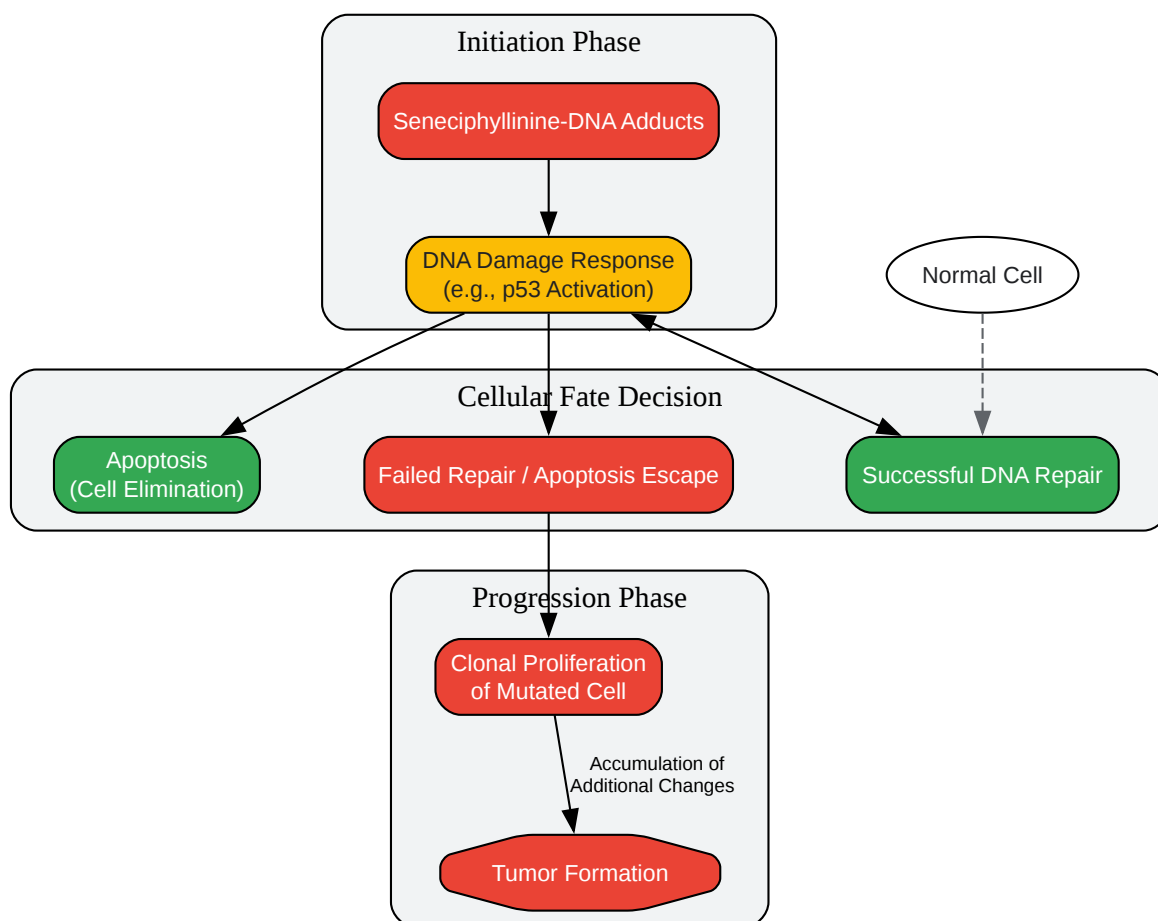 Initiation Phase
Seneciphyllinine-DNA Adducts
DNA Damage Response
(e.g., p53 Activation)
Normal Cell
Cellular Fate Decision
Apoptosis
(Cell Elimination)
Failed Repair / Apoptosis Escape
Successful DNA Repair
Progression Phase
Clonal Proliferation
of Mutated Cell
Accumulation of
Additional Changes
Tumor Formation